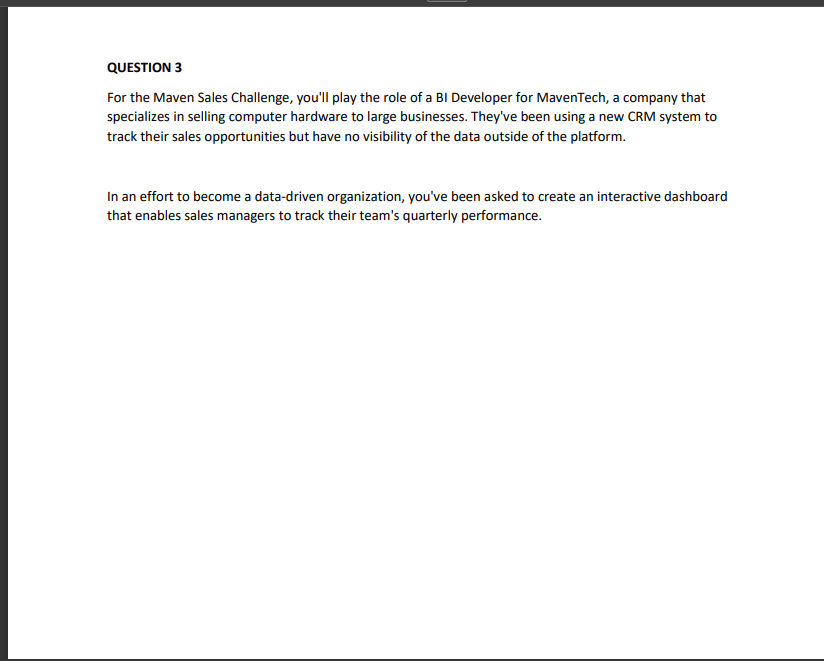 QUESTION 3
For the Maven Sales Challenge, you'll play the role of a BI Developer for MavenTech, a company that
specializes in selling computer hardware to large businesses. They've been using a new CRM system to
track their sales opportunities but have no visibility of the data outside of the platform.
In an effort to become a data-driven organization, you've been asked to create an interactive dashboard
that enables sales managers to track their team's quarterly performance.